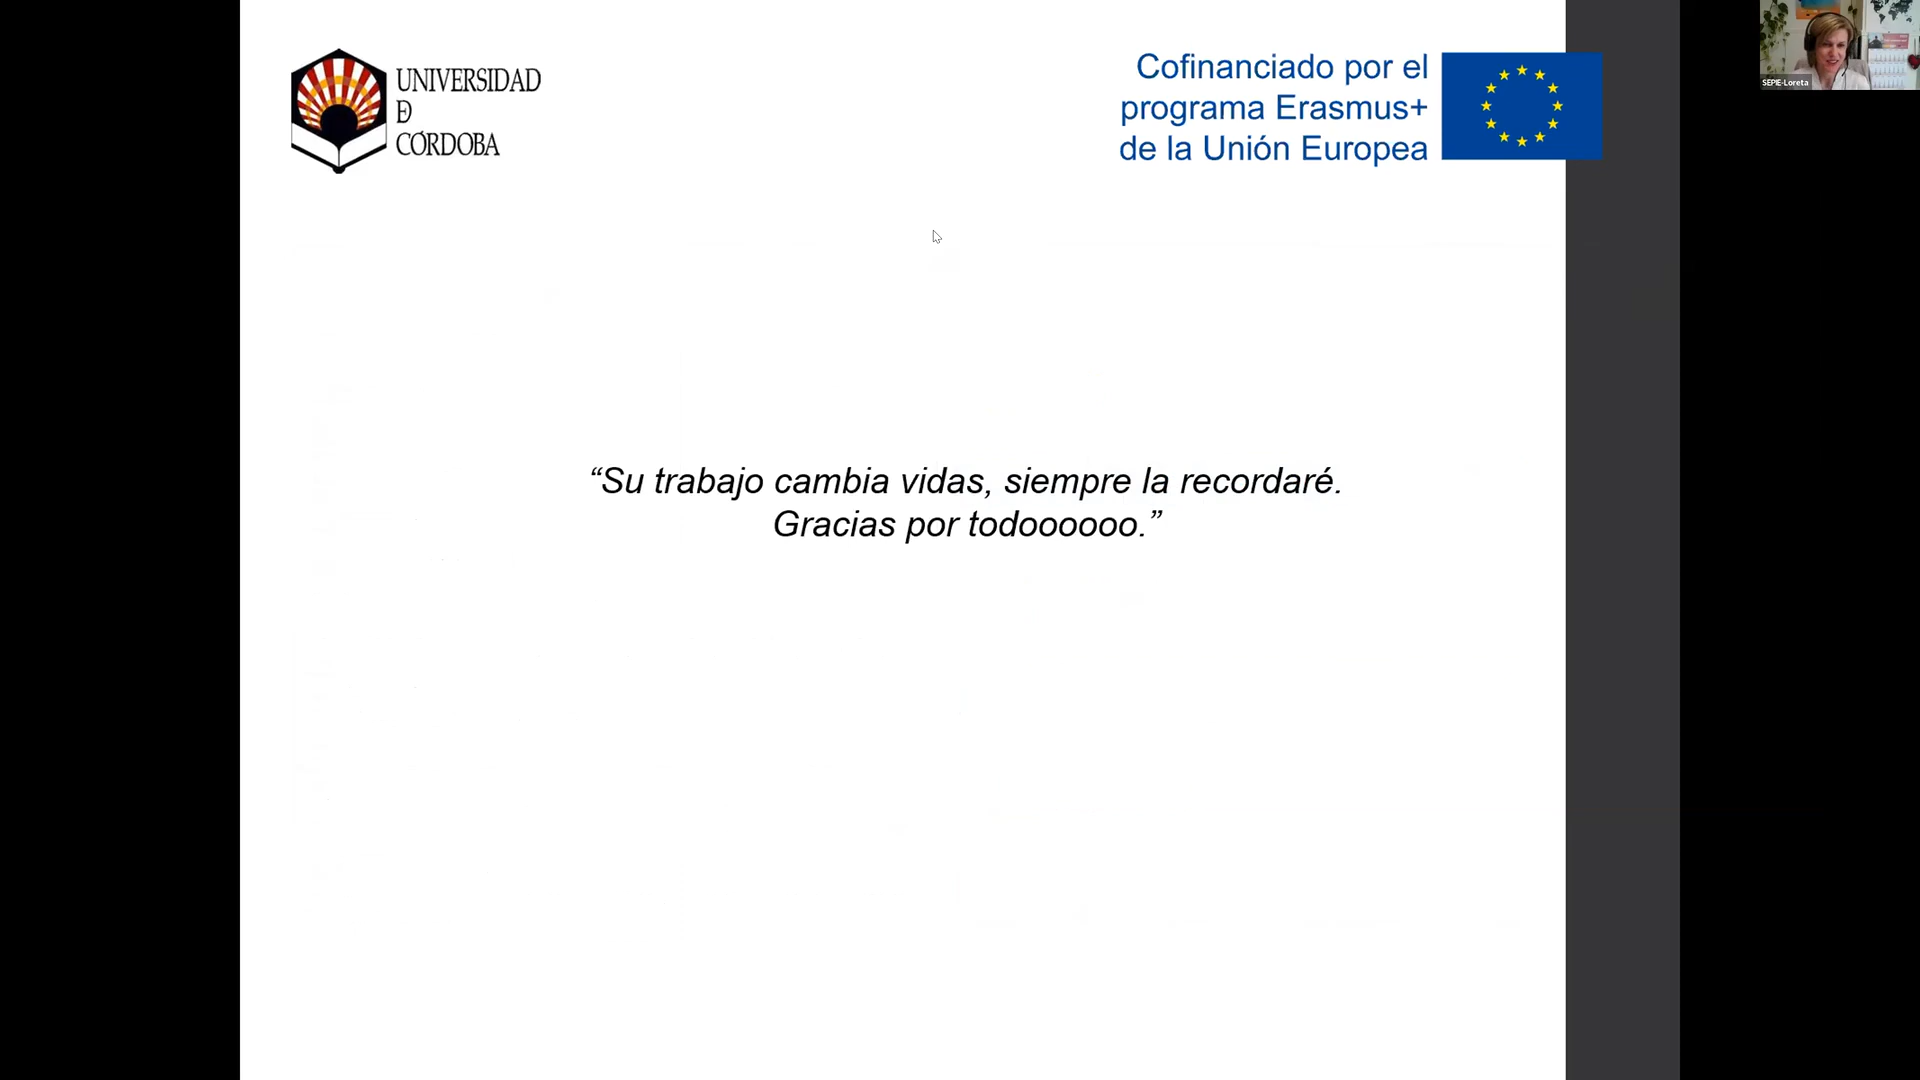 UNIVERSIDAD
Ð
CÓRDOBA
Cofinanciado por el
programa Erasmus+
de la Unión Europea
SEPIE-Loreta
“Su trabajo cambia vidas, siempre la recordaré.
Gracias por todoooooo.”